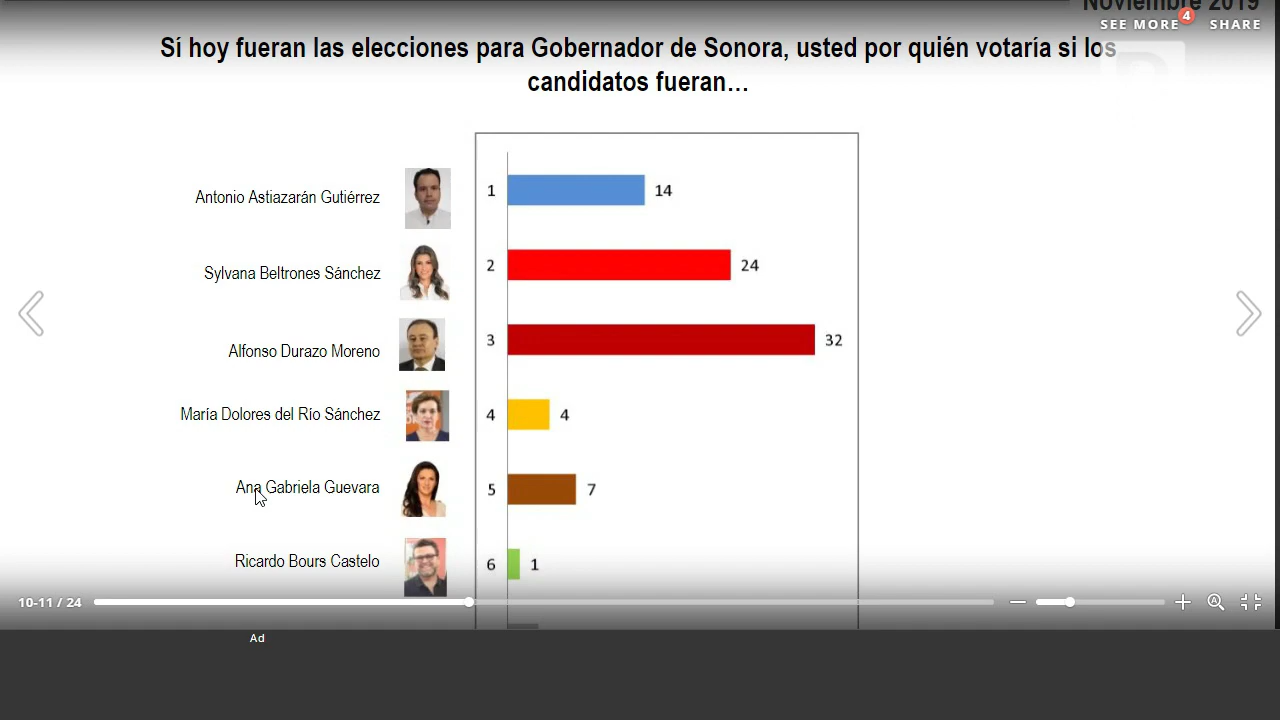 Noviembre 2019
SEE MORE 4 SHARE
Sí hoy fueran las elecciones para Gobernador de Sonora, usted por quién votaría si los
candidatos fueran…
Antonio Astiazarán Gutiérrez 1 14
Sylvana Beltrones Sánchez 2 24
Alfonso Durazo Moreno 3 32
María Dolores del Río Sánchez 4 4
Ana Gabriela Guevara 5 7
Ricardo Bours Castelo 6 1
10-11 / 24
Ad